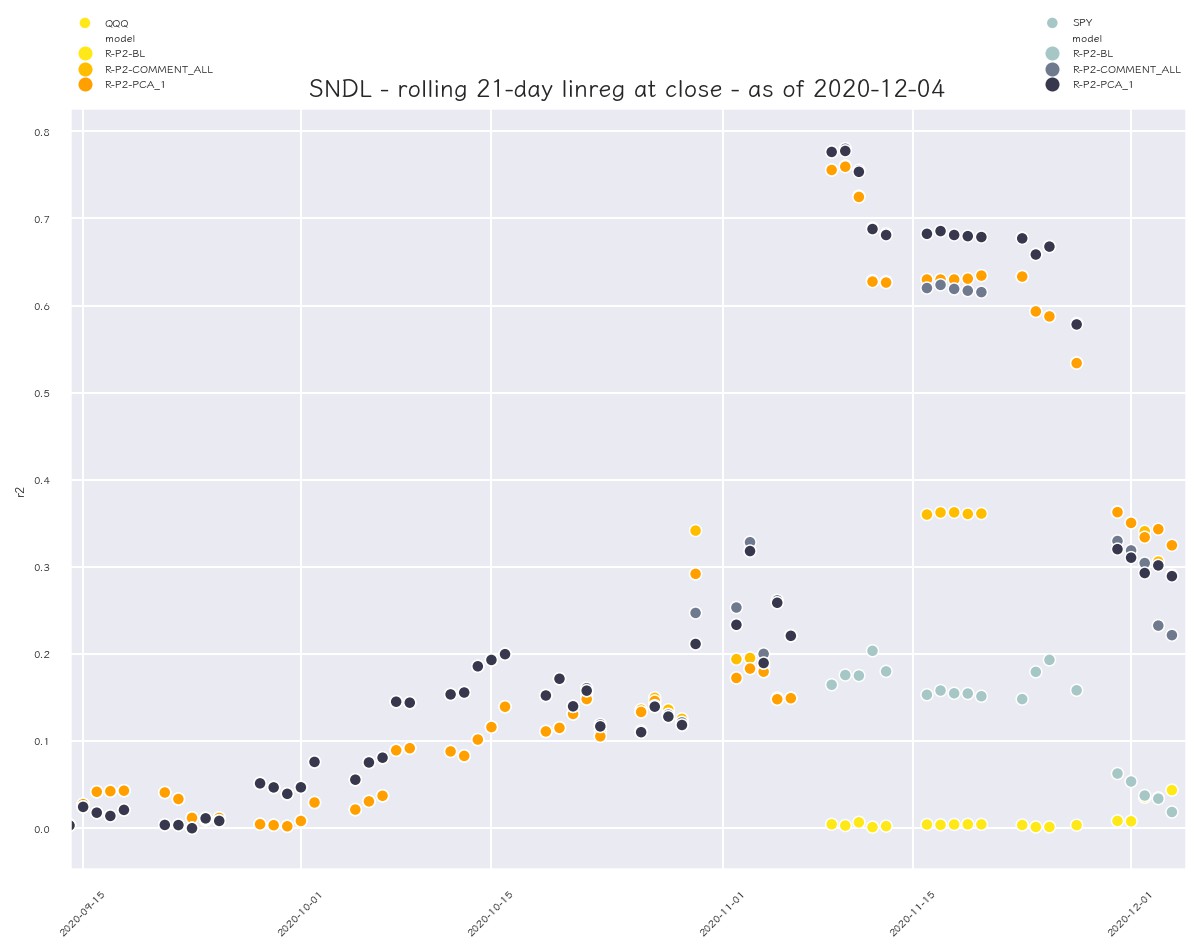 QQQ
model
R-P2-BL
R-P2-COMMENT_ALL
R-P2-PCA_1
SPY
model
R-P2-BL
R-P2-COMMENT_ALL
R-P2-PCA_1
SNDL - rolling 21-day linreg at close - as of 2020-12-04
r2
0.8
0.7
0.6
0.5
0.4
0.3
0.2
0.1
0.0
2020-09-15
2020-10-01
2020-10-15
2020-11-01
2020-11-15
2020-12-01